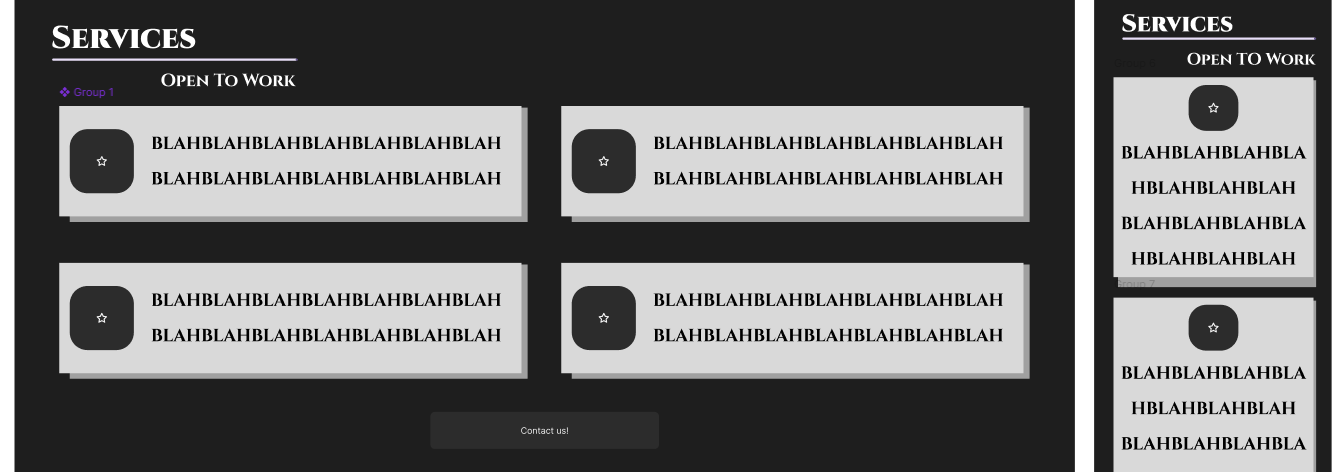 Services
Open To Work
Group 1
BLAHBLAHBLAHBLAHBLAHBLAHBLAH
BLAHBLAHBLAHBLAHBLAHBLAHBLAH
BLAHBLAHBLAHBLAHBLAHBLAHBLAH
BLAHBLAHBLAHBLAHBLAHBLAHBLAH
BLAHBLAHBLAHBLAHBLAHBLAHBLAH
BLAHBLAHBLAHBLAHBLAHBLAHBLAH
BLAHBLAHBLAHBLAHBLAHBLAHBLAH
BLAHBLAHBLAHBLAHBLAHBLAHBLAH
Contact us!
Services
Open TO Work
BLAHBLAHBLAHBLA
HBLAHBLAHBLAH
BLAHBLAHBLAHBLA
HBLAHBLAHBLAH
Group 7
BLAHBLAHBLAHBLA
HBLAHBLAHBLAH
BLAHBLAHBLAHBLA